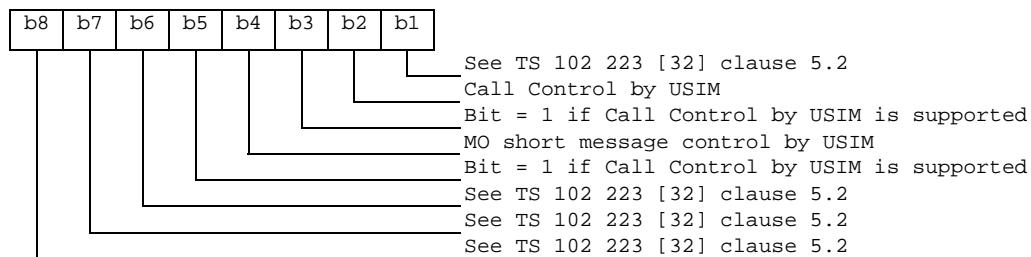 b8 b7 b6 b5 b4 b3 b2 b1
See TS 102 223 [32] clause 5.2
Call Control by USIM
Bit = 1 if Call Control by USIM is supported
MO short message control by USIM
Bit = 1 if Call Control by USIM is supported
See TS 102 223 [32] clause 5.2
See TS 102 223 [32] clause 5.2
See TS 102 223 [32] clause 5.2